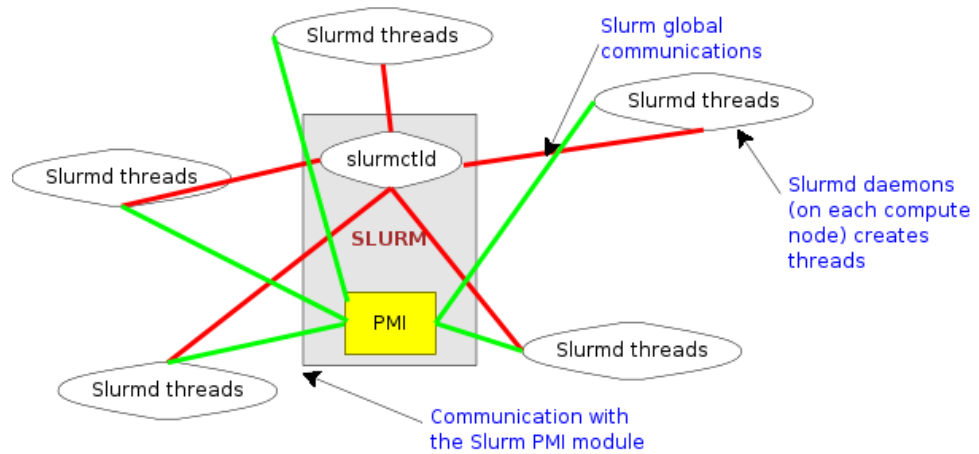 Slurmd threads
Slurm global
communications
Slurmd threads
slurmctld
Slurmd threads
Slurmd daemons
(on each compute
node) creates
threads
SLURM
PMI
Slurmd threads
Slurmd threads
Communication with
the Slurm PMI module